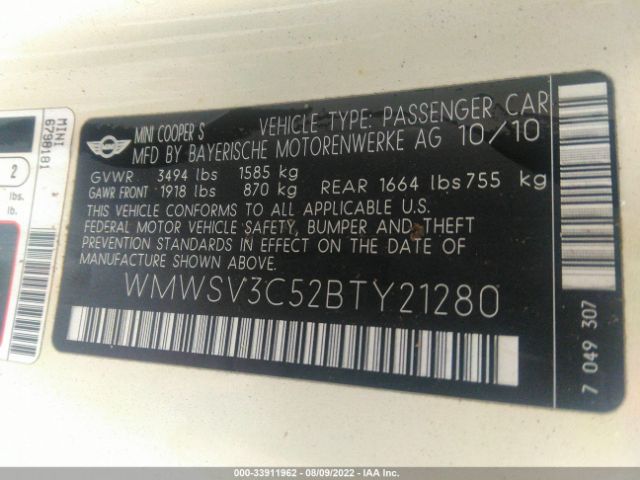 MINI COOPER S VEHICLE TYPE: PASSENGER CAR
MFD BY BAYERISCHE MOTORENWERKE AG 10/10
GVWR 3494 lbs 1585 kg
GAWR FRONT 1918 lbs 870 kg REAR 1664 lbs 755 kg
THIS VEHICLE CONFORMS TO ALL APPLICABLE U.S.
FEDERAL MOTOR VEHICLE SAFETY, BUMPER AND THEFT
PREVENTION STANDARDS IN EFFECT ON THE DATE OF
MANUFACTURE SHOWN ABOVE.
WMWSV3C52BTY21280
7 049 307
MINI
6798181
2
lbs.
lb.
000-33911962 - 08/09/2022 - IAA Inc.